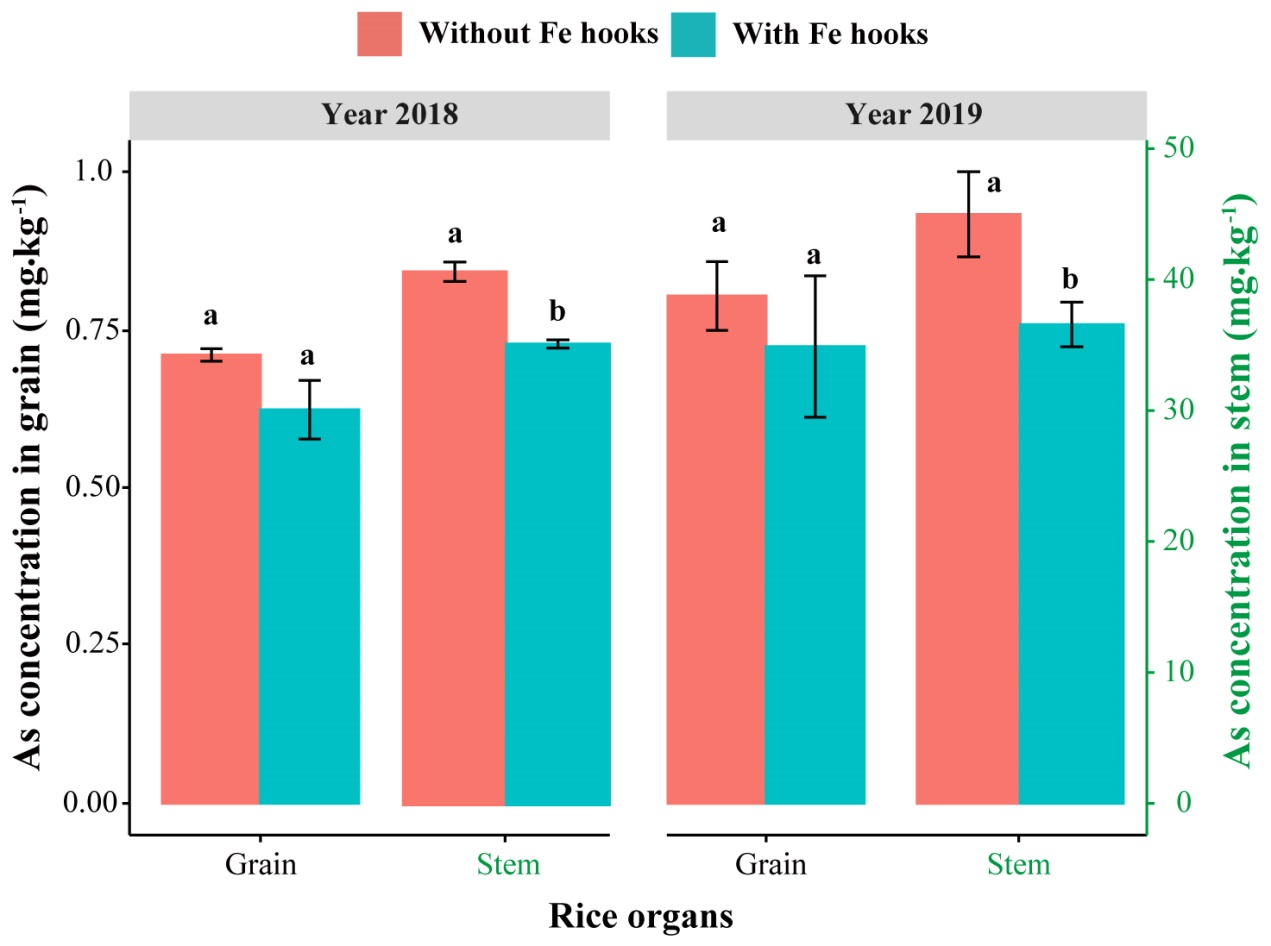 Without Fe hooks
With Fe hooks
Year 2018
Year 2019
As concentration in grain (mg·kg⁻¹)
1.0
0.75
0.50
0.25
0.00
a
a
a
b
a
a
a
b
50
40
30
20
10
0
As concentration in stem (mg·kg⁻¹)
Grain
Stem
Grain
Stem
Rice organs